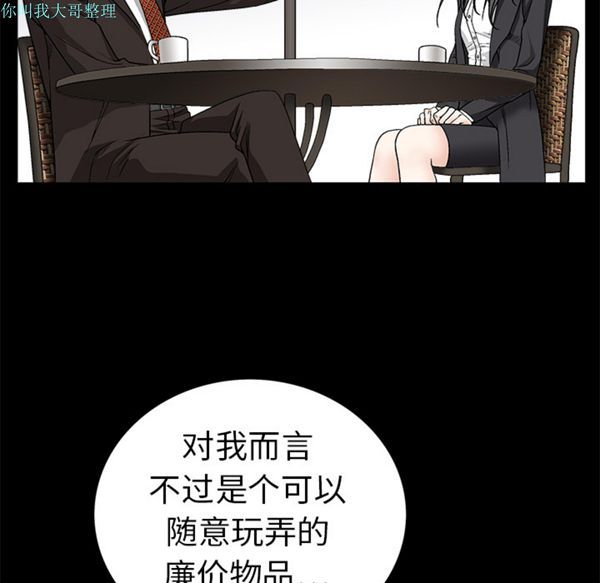 你叫我大哥整理
对我而言
不过是个可以
随意玩弄的
廉价物品...